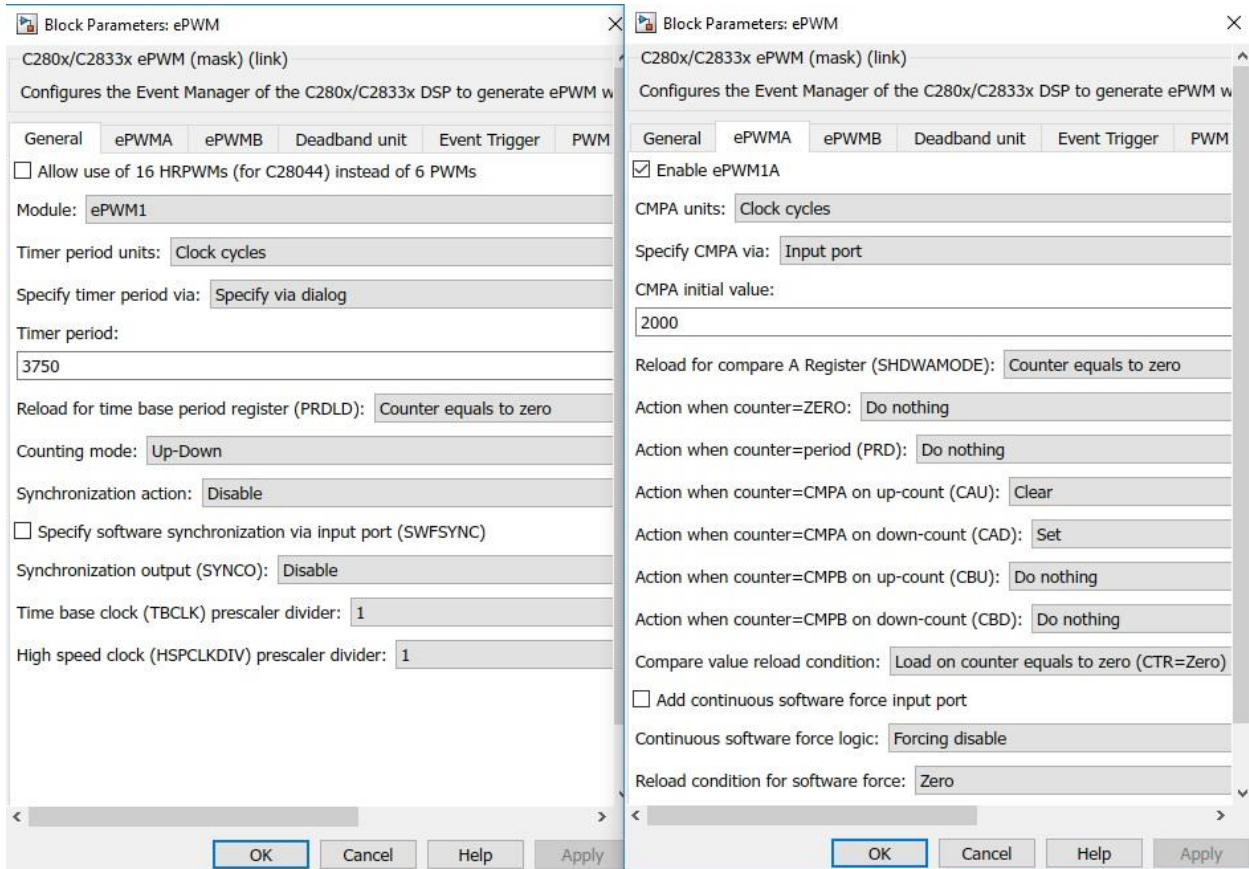 Block Parameters: ePWM
C280x/C2833x ePWM (mask) (link)
Configures the Event Manager of the C280x/C2833x DSP to generate ePWM w
General ePWMA ePWMB Deadband unit Event Trigger PWM
Allow use of 16 HRPWMs (for C28044) instead of 6 PWMs
Module: ePWM1
Timer period units: Clock cycles
Specify timer period via: Specify via dialog
Timer period:
3750
Reload for time base period register (PRDLD): Counter equals to zero
Counting mode: Up-Down
Synchronization action: Disable
Specify software synchronization via input port (SWFSYNC)
Synchronization output (SYNCO): Disable
Time base clock (TBCLK) prescaler divider: 1
High speed clock (HSPCLKDIV) prescaler divider: 1
OK Cancel Help Apply
Block Parameters: ePWM
C280x/C2833x ePWM (mask) (link)
Configures the Event Manager of the C280x/C2833x DSP to generate ePWM w
General ePWMA ePWMB Deadband unit Event Trigger PWM
Enable ePWM1A
CMPA units: Clock cycles
Specify CMPA via: Input port
CMPA initial value:
2000
Reload for compare A Register (SHDWAMODE): Counter equals to zero
Action when counter=ZERO: Do nothing
Action when counter=period (PRD): Do nothing
Action when counter=CMPA on up-count (CAU): Clear
Action when counter=CMPA on down-count (CAD): Set
Action when counter=CMPB on up-count (CBU): Do nothing
Action when counter=CMPB on down-count (CBD): Do nothing
Compare value reload condition: Load on counter equals to zero (CTR=Zero)
Add continuous software force input port
Continuous software force logic: Forcing disable
Reload condition for software force: Zero
OK Cancel Help Apply